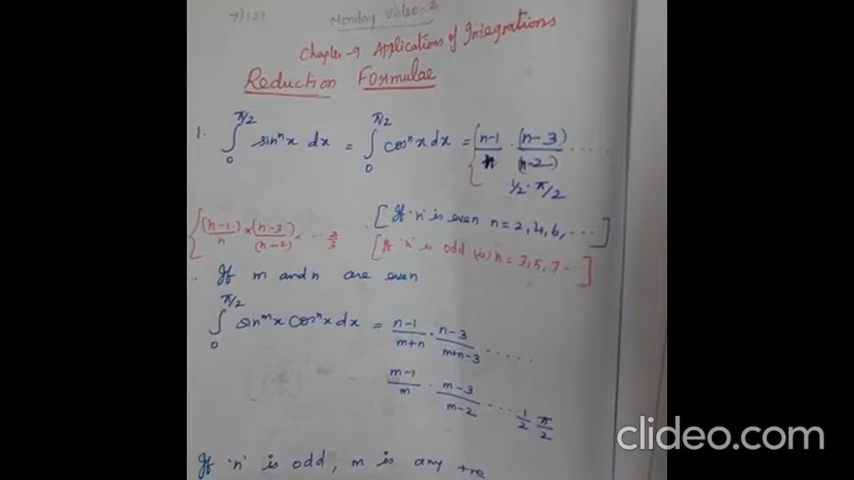 Monday Video-2
Chapter-9 Applications of Integrations
Reduction Formulae
1. ∫₀^{π/2} sinⁿx dx = ∫₀^{π/2} cosⁿx dx = { (n-1)/n · (n-3)/(n-2) ....
1/2 · π/2
[If 'n' is even n = 2, 4, 6, ...]
{ (n-1)/n × (n-3)/(n-2), ... 2/3 [If 'n' is odd (ie) n = 3, 5, 7 ...]
. If m and n are even
∫₀^{π/2} sinᵐx cosⁿx dx = (n-1)/(m+n) · (n-3)/(m+n-3) .....
(m-1)/m · (m-3)/(m-2) ... 1/2 π/2
If 'n' is odd, m is any +ve
clideo.com